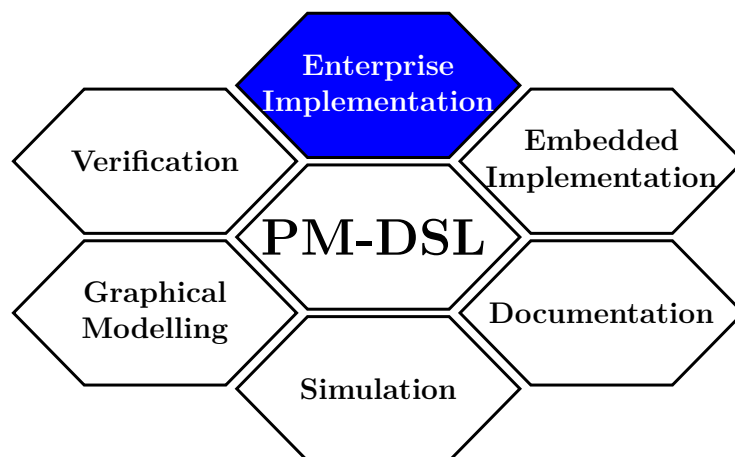 Enterprise
Implementation
Verification
Embedded
Implementation
PM-DSL
Graphical
Modelling
Documentation
Simulation